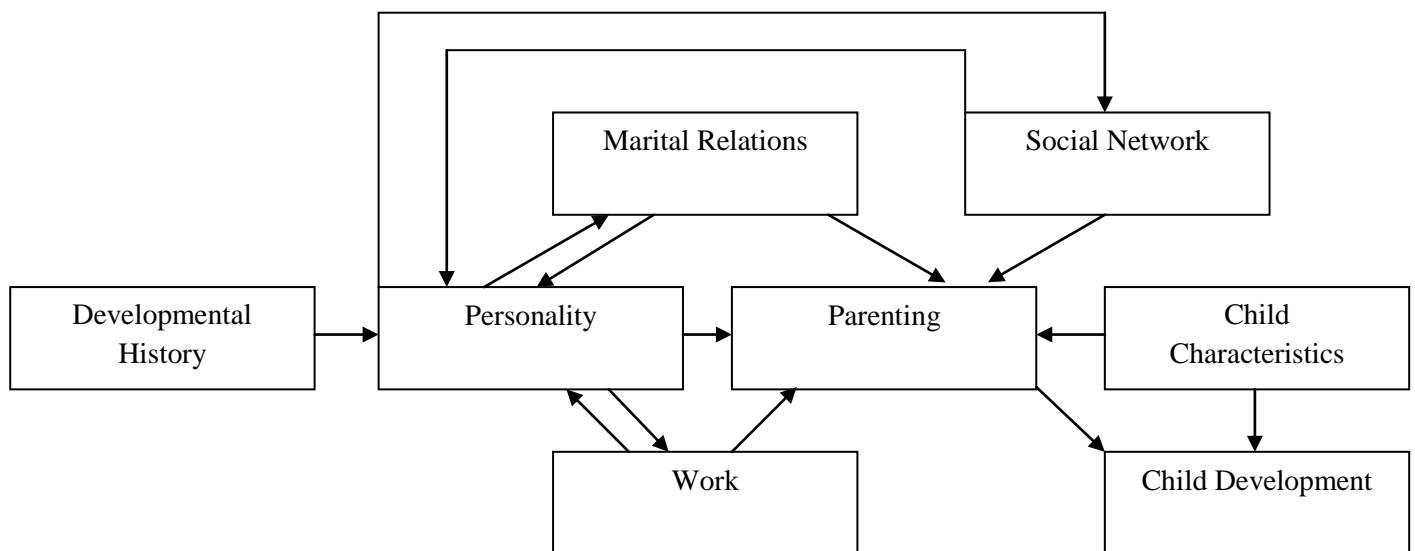 Marital Relations
Social Network
Developmental
History
Personality
Parenting
Child
Characteristics
Work
Child Development